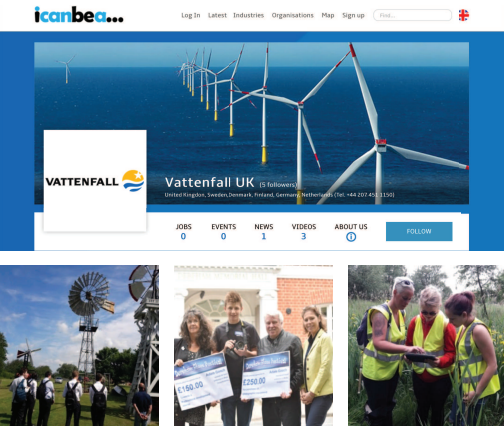 icanbea...
Log In Latest Industries Organisations Map Sign up Find...
VATTENFALL
Vattenfall UK (5 followers)
United Kingdon, Sweden, Denmark, Finland, Germany, Netherlands (Tel: +44 207 451 1150)
JOBS EVENTS NEWS VIDEOS ABOUT US
0 0 1 3
FOLLOW
£150.00 £250.00